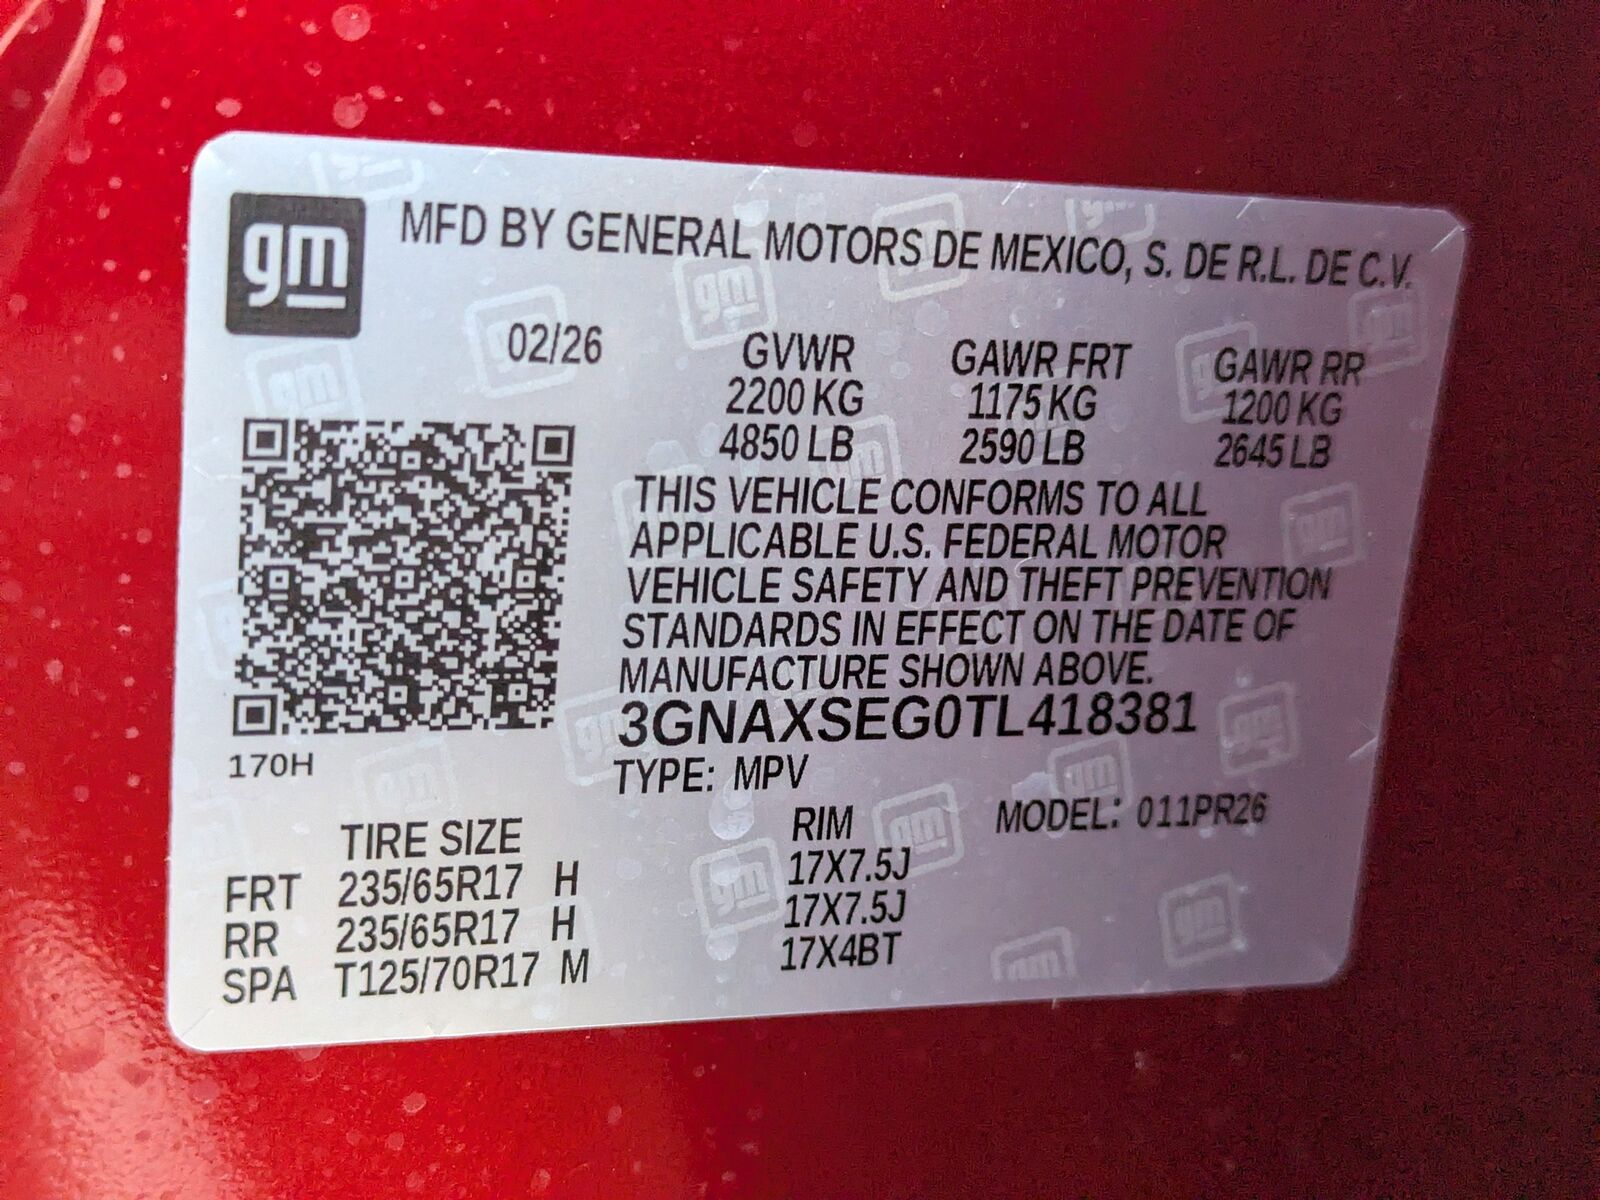 gm
MFD BY GENERAL MOTORS DE MEXICO, S. DE R.L. DE C.V.
02/26 GVWR GAWR FRT GAWR RR
2200 KG 1175 KG 1200 KG
4850 LB 2590 LB 2645 LB
THIS VEHICLE CONFORMS TO ALL
APPLICABLE U.S. FEDERAL MOTOR
VEHICLE SAFETY AND THEFT PREVENTION
STANDARDS IN EFFECT ON THE DATE OF
MANUFACTURE SHOWN ABOVE.
3GNAXSEG0TL418381
170H
TYPE: MPV
TIRE SIZE RIM MODEL: 011PR26
FRT 235/65R17 H 17X7.5J
RR 235/65R17 H 17X7.5J
SPA T125/70R17 M 17X4BT